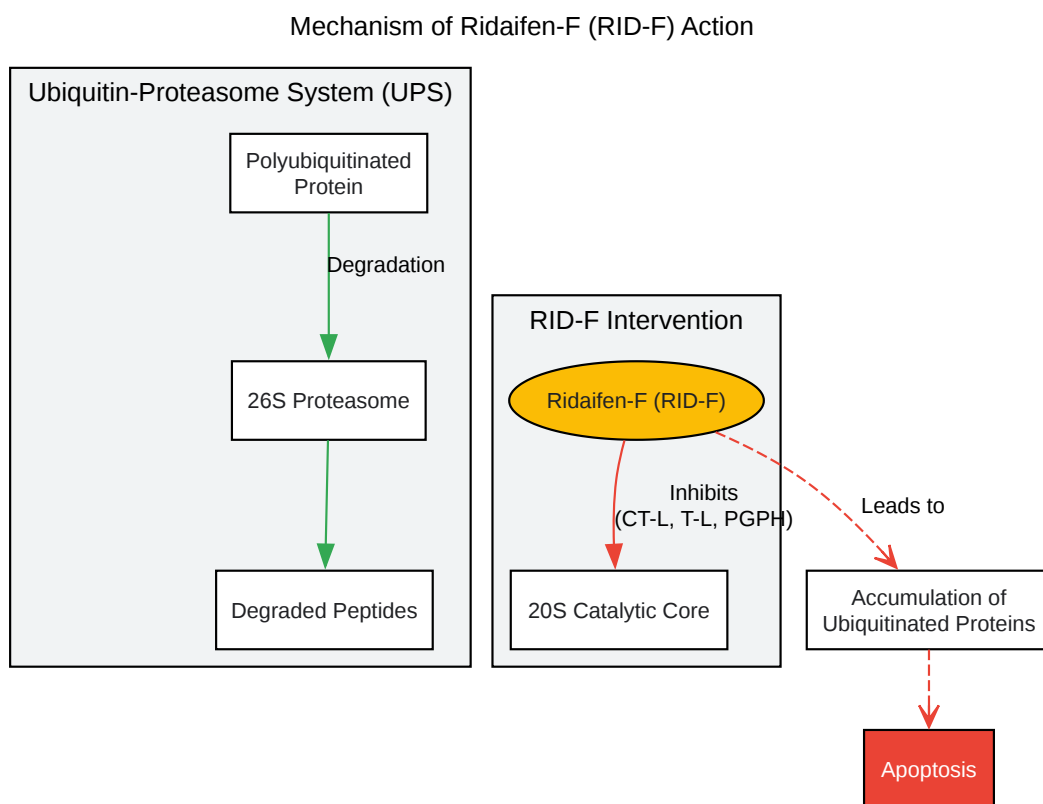 Mechanism of Ridaifen-F (RID-F) Action
Ubiquitin-Proteasome System (UPS)
Polyubiquitinated
Protein
Degradation
26S Proteasome
Degraded Peptides
RID-F Intervention
Ridaifen-F (RID-F)
Inhibits
(CT-L, T-L, PGPH)
20S Catalytic Core
Leads to
Accumulation of
Ubiquitinated Proteins
Apoptosis